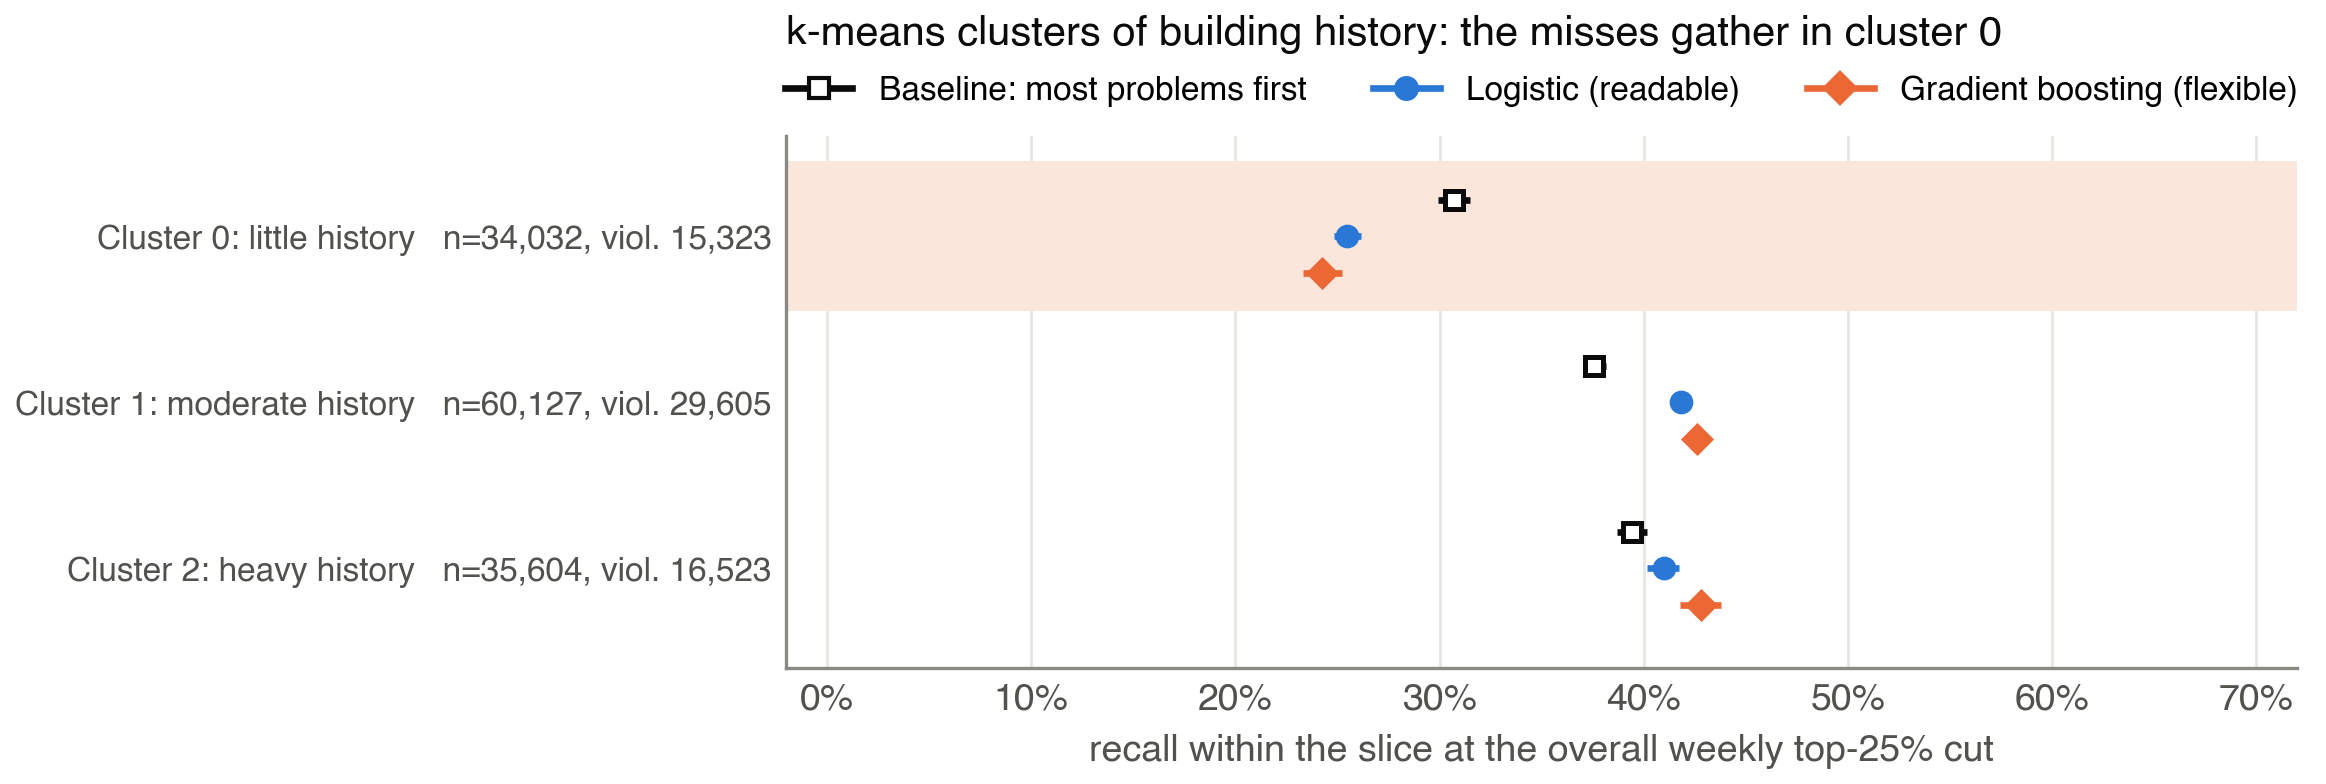 k-means clusters of building history: the misses gather in cluster 0
Baseline: most problems first
Logistic (readable)
Gradient boosting (flexible)
Cluster 0: little history n=34,032, viol. 15,323
Cluster 1: moderate history n=60,127, viol. 29,605
Cluster 2: heavy history n=35,604, viol. 16,523
0% 10% 20% 30% 40% 50% 60% 70%
recall within the slice at the overall weekly top-25% cut